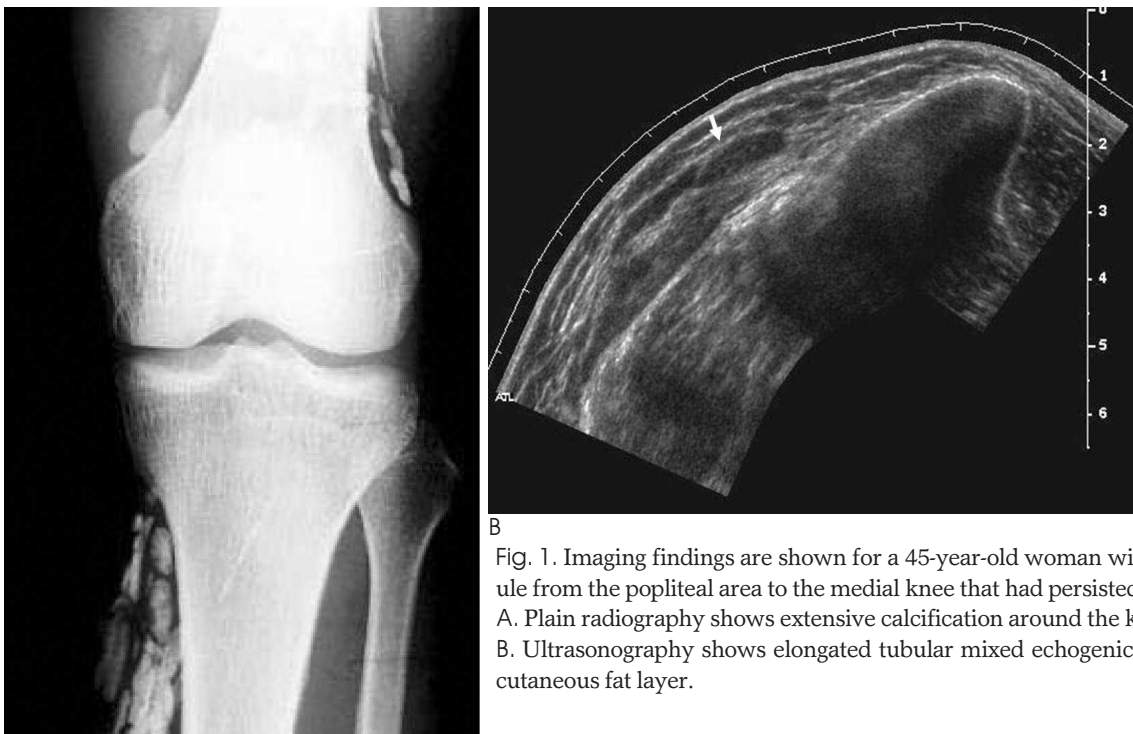 0
1
2
3
4
5
6
ATL
B
Fig. 1. Imaging findings are shown for a 45-year-old woman wi
ule from the popliteal area to the medial knee that had persisted
A. Plain radiography shows extensive calcification around the k
B. Ultrasonography shows elongated tubular mixed echogenic
cutaneous fat layer.